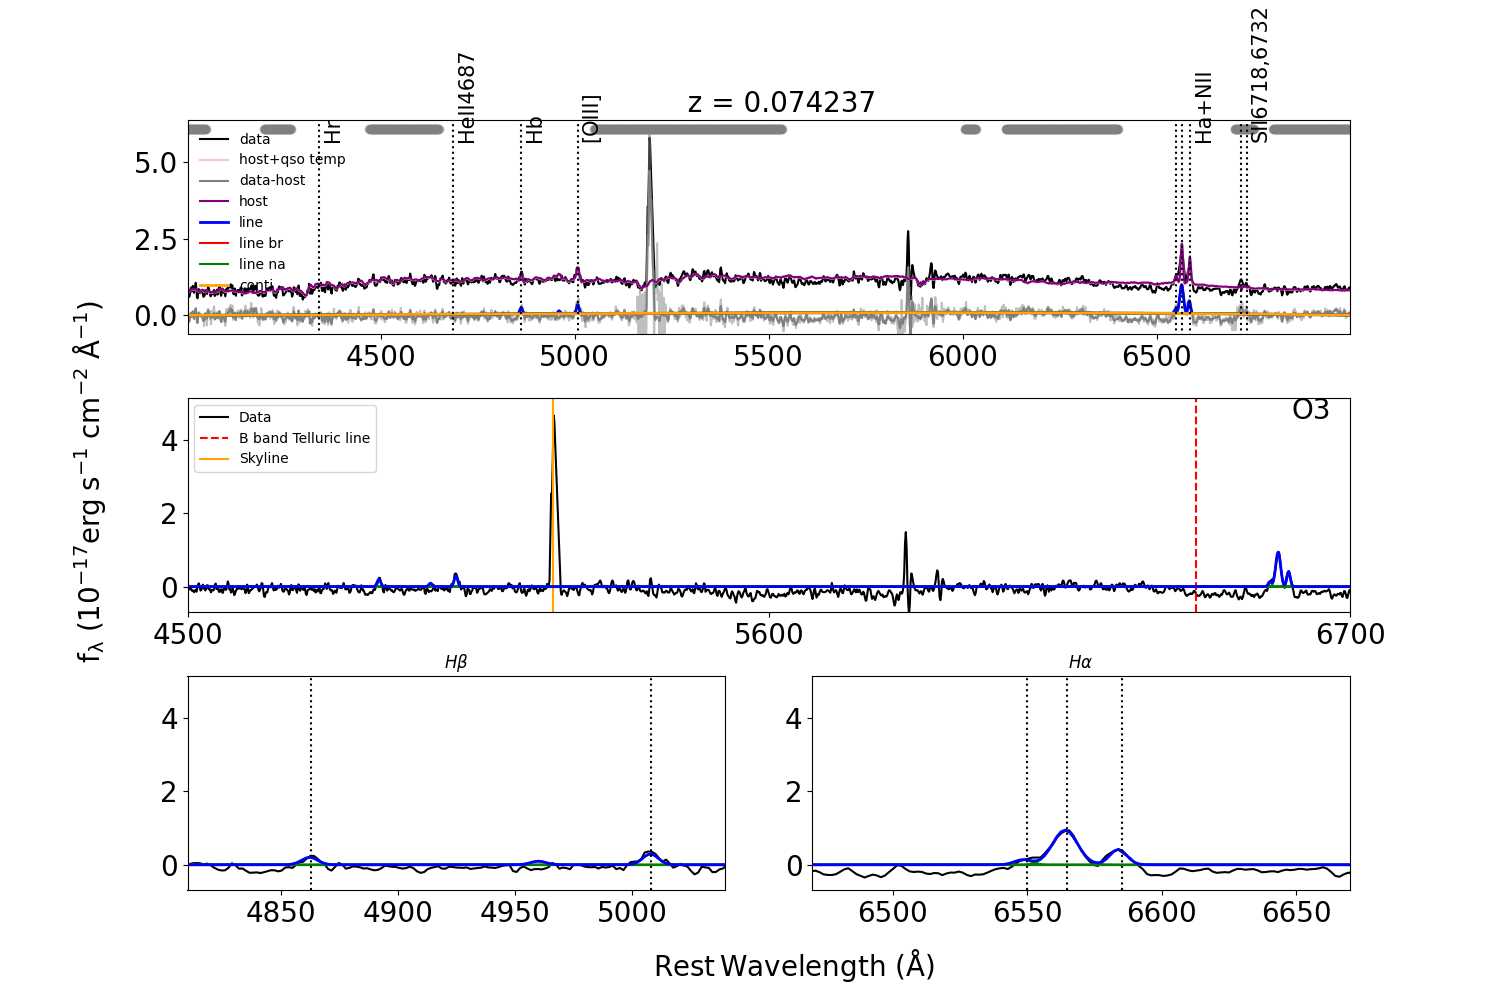 z = 0.074237
Hr
HeII4687
Hb
[OIII]
Ha+NII
SII6718,6732
data
host+qso temp
data-host
host
line
line br
line na
conti
5.0
2.5
0.0
4500 5000 5500 6000 6500
O3
Data
B band Telluric line
Skyline
4
2
0
4500 5600 6700
fλ (10−17erg s−1 cm−2 Å−1)
Hβ
4
2
0
4850 4900 4950 5000
Hα
4
2
0
6500 6550 6600 6650
Rest Wavelength (Å)